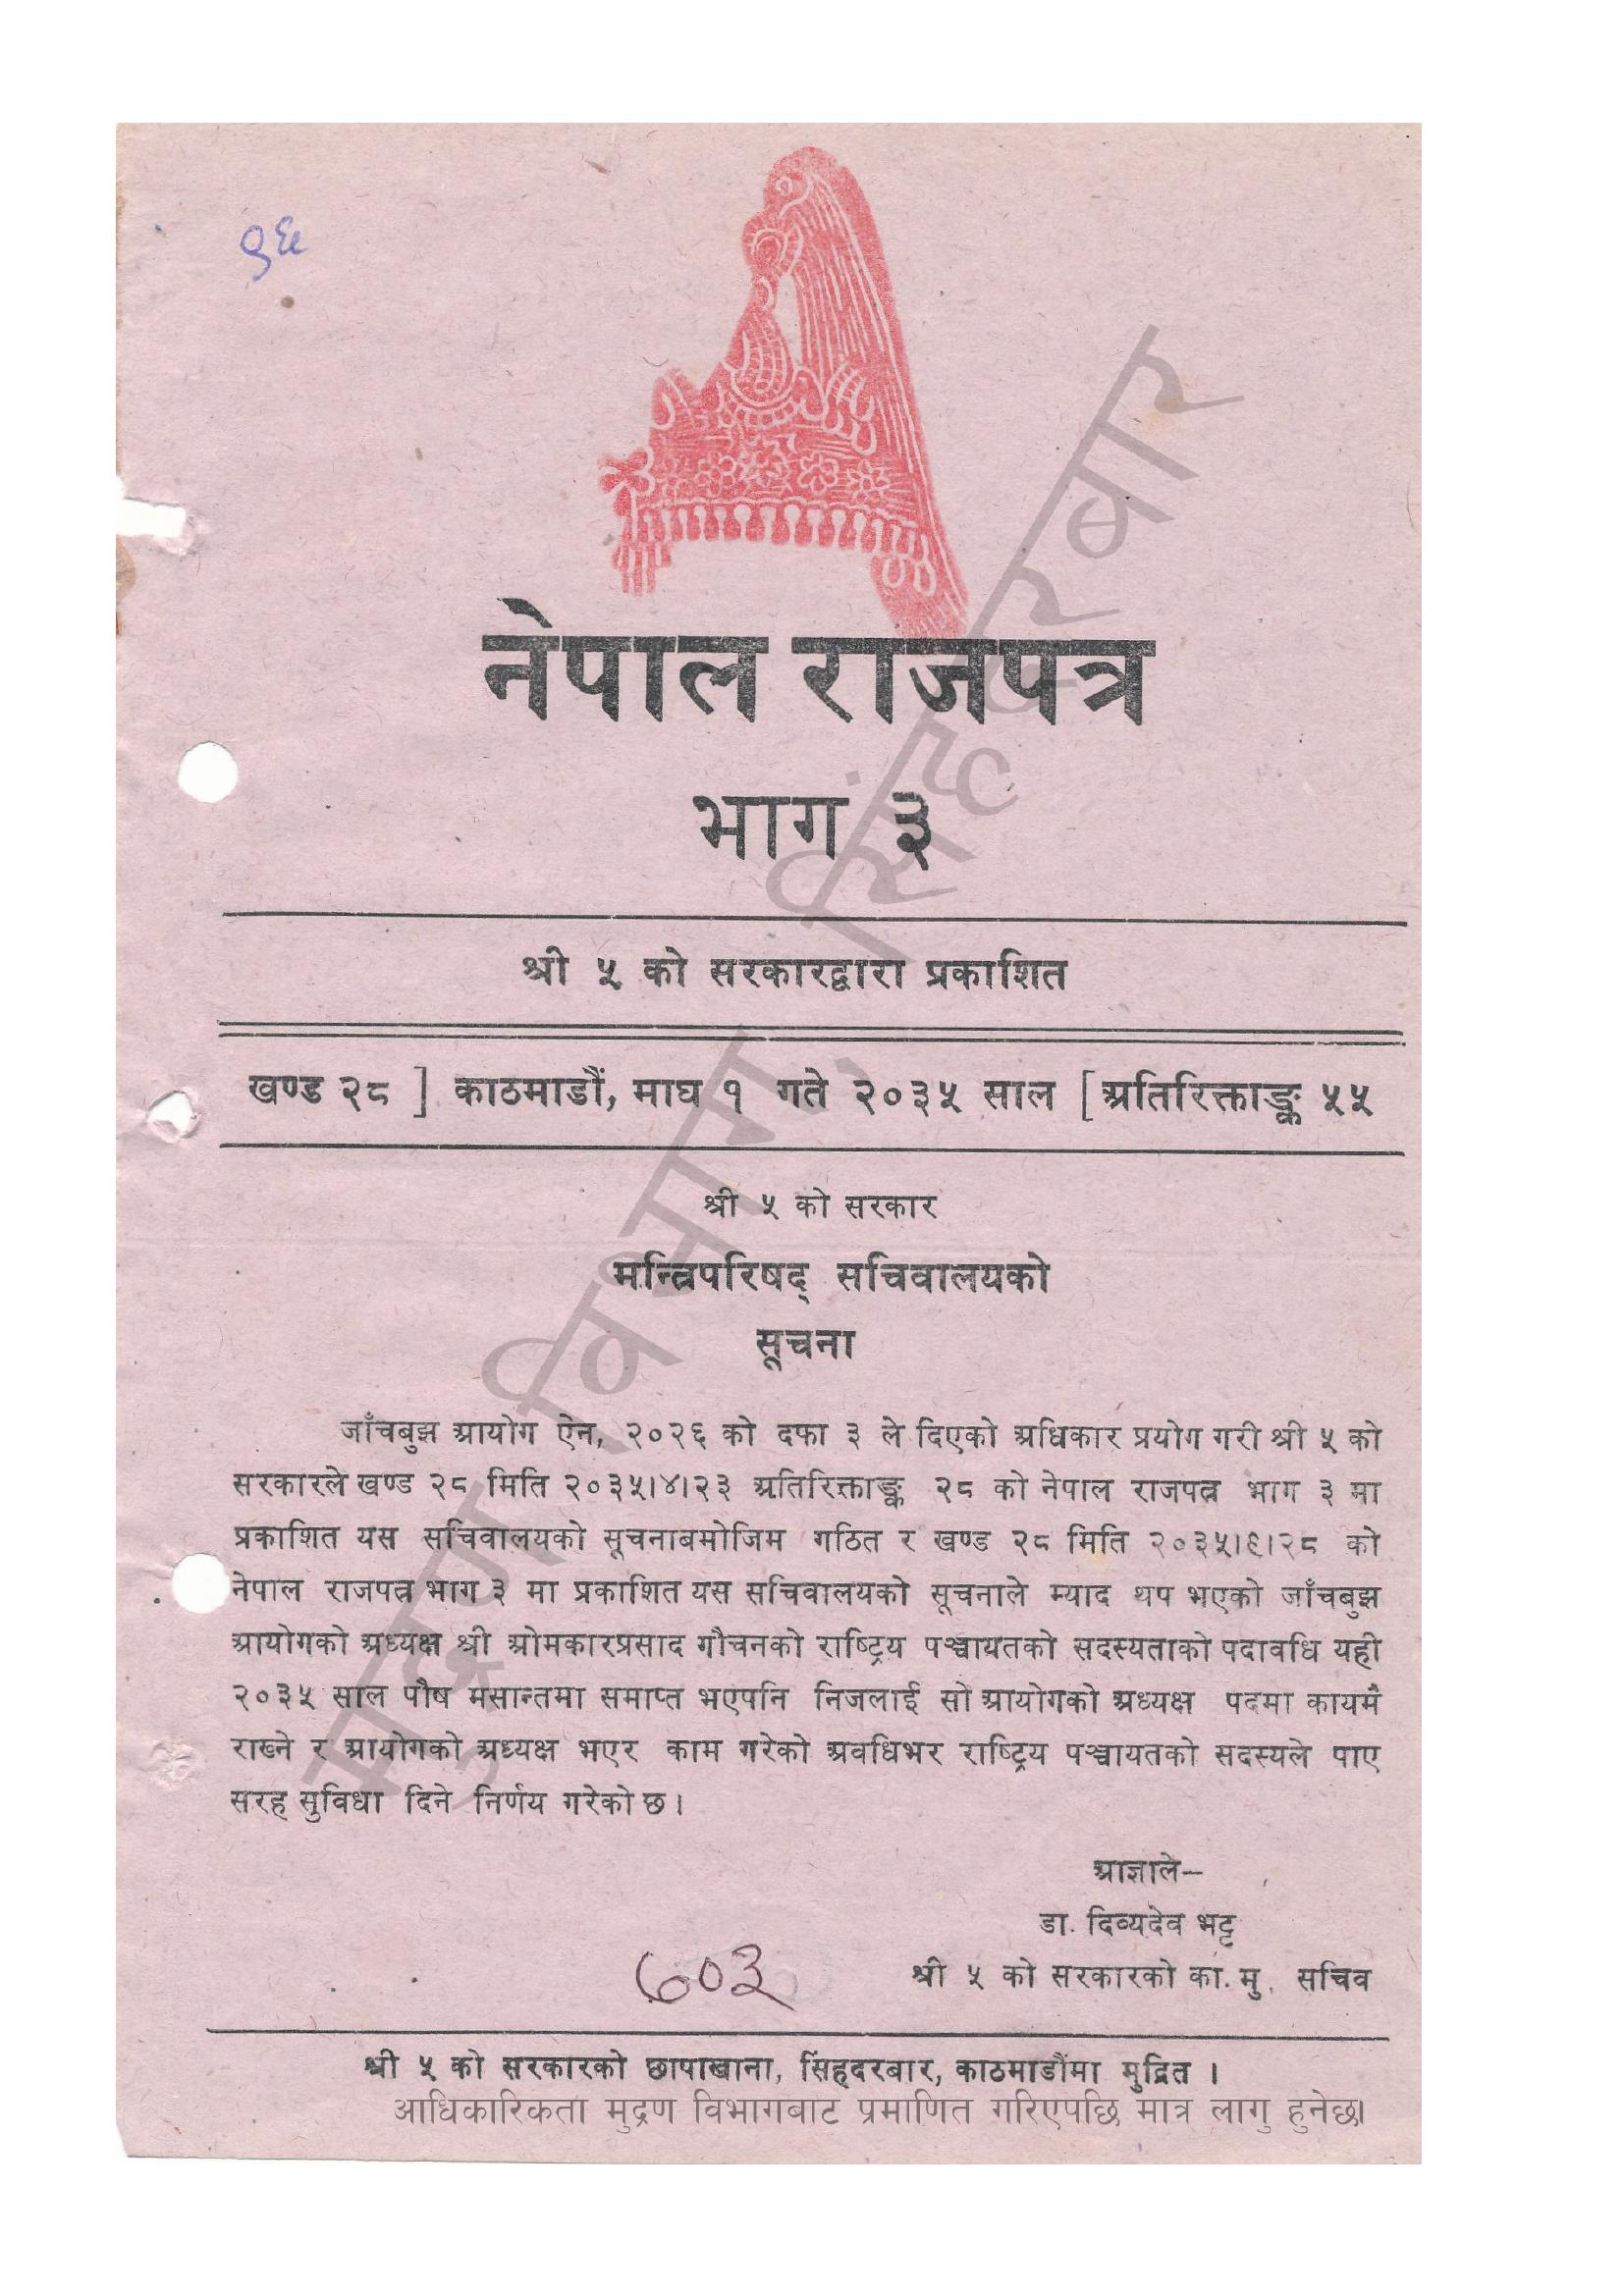 ९६
नेपाल राजपत्र
भाग ३
श्री ५ को सरकारद्वारा प्रकाशित
खण्ड २८ ] काठमाडौं, माघ १ गते २०३५ साल [ अतिरिक्ताङ्क ५५
श्री ५ को सरकार
मन्त्रिपरिषद् सचिवालयको
सूचना
जाँचबुझ आयोग ऐन, २०२६ को दफा ३ ले दिएको अधिकार प्रयोग गरी श्री ५ को
सरकारले खण्ड २८ मिति २०३५।४।२३ अतिरिक्ताङ्क २८ को नेपाल राजपत्र भाग ३ मा
प्रकाशित यस सचिवालयको सूचनाबमोजिम गठित र खण्ड २८ मिति २०३५।९।२८ को
नेपाल राजपत्र भाग ३ मा प्रकाशित यस सचिवालयको सूचनाले म्याद थप भएको जाँचबुझ
आयोगको अध्यक्ष श्री ओमकारप्रसाद गौचनको राष्ट्रिय पञ्चायतको सदस्यताको पदावधि यही
२०३५ साल पौष मसान्तमा समाप्त भएपनि निजलाई सो आयोगको अध्यक्ष पदमा कायमै
राख्ने र आयोगको अध्यक्ष भएर काम गरेको अवधिभर राष्ट्रिय पञ्चायतको सदस्यले पाए
सरह सुविधा दिने निर्णय गरेको छ ।
आज्ञाले—
डा. दिव्यदेव भट्ट
श्री ५ को सरकारको का. मु. सचिव
७०३
श्री ५ को सरकारको छापाखाना, सिंहदरबार, काठमाडौंमा मुद्रित ।
आधिकारिकता मुद्रण विभागबाट प्रमाणित गरिएपछि मात्र लागु हुनेछ।
मुद्रण विभाग, सिंहदरबार